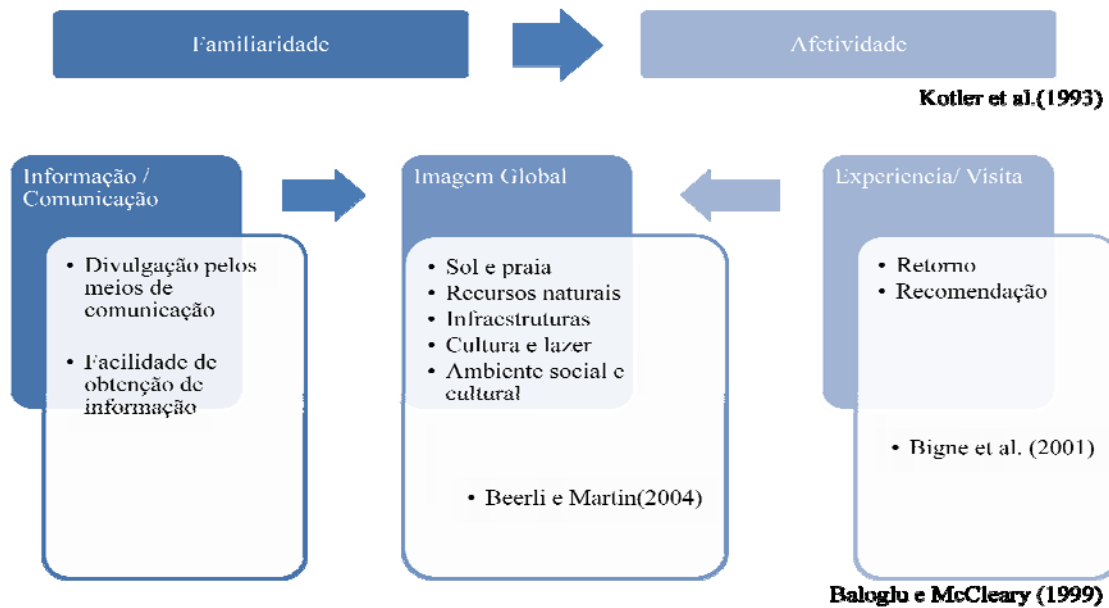 Familiaridade
Afetividade
Kotler et al.(1993)
Informação /
Comunicação
• Divulgação pelos
meios de
comunicação
• Facilidade de
obtenção de
informação
Imagem Global
• Sol e praia
• Recursos naturais
• Infraestruturas
• Cultura e lazer
• Ambiente social e
cultural
• Beerli e Martin(2004)
Experiencia/ Visita
• Retorno
• Recomendação
• Bigne et al. (2001)
Baloglu e McCleary (1999)